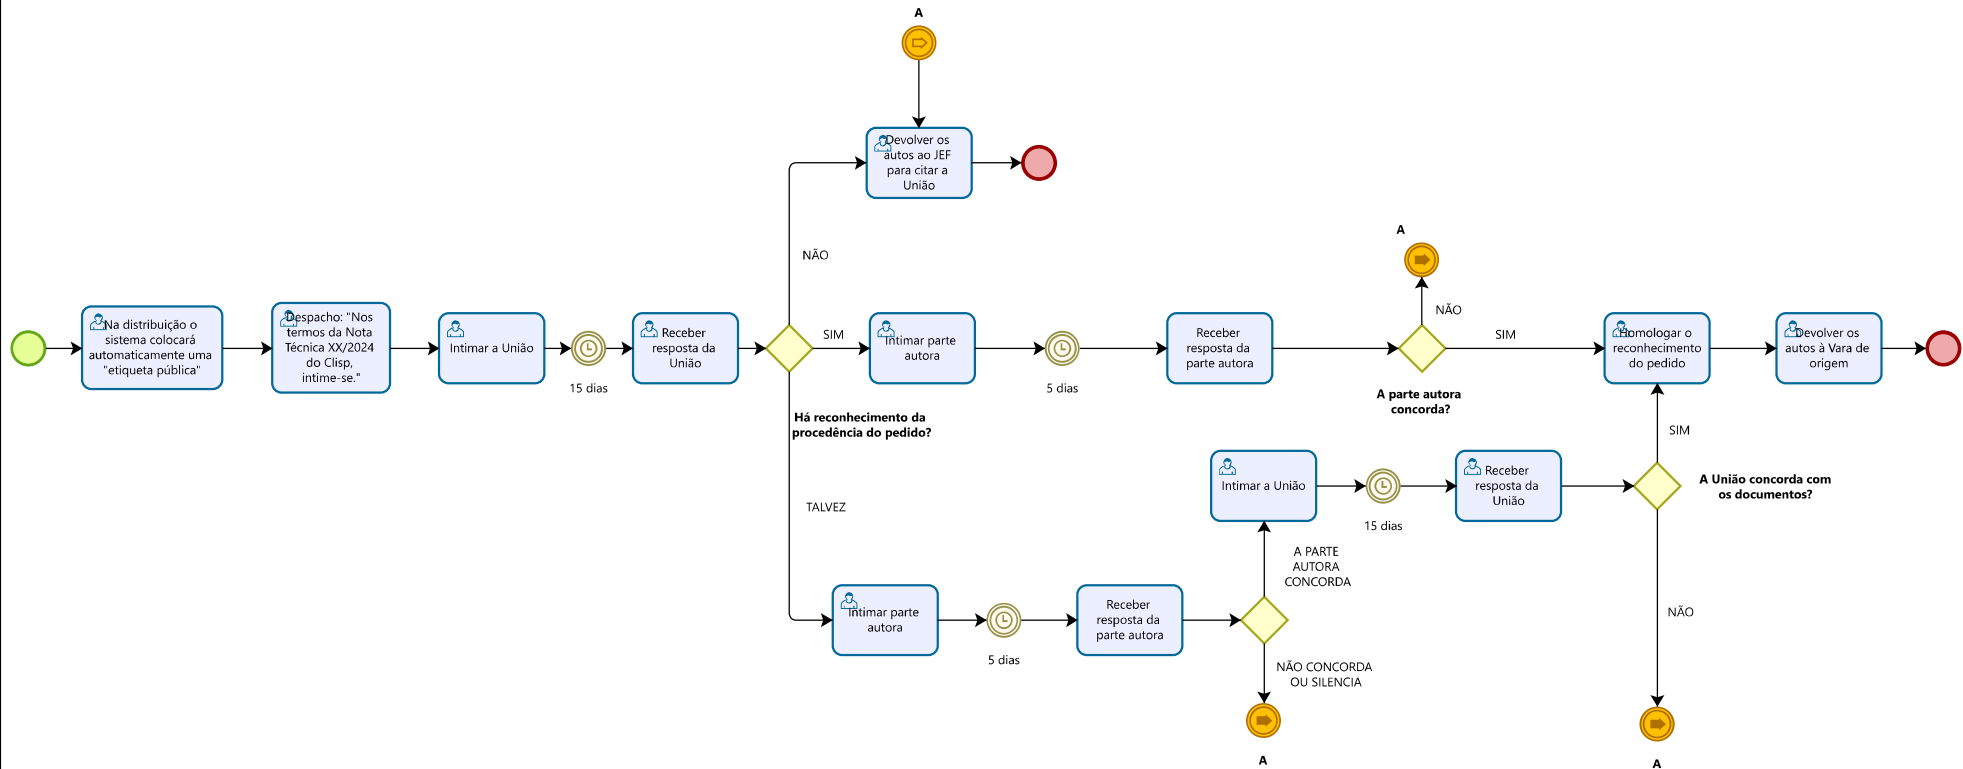 A
Devolver os
autos ao JEF
para citar a
União
NÃO
A
NÃO
Na distribuição o
sistema colocará
automaticamente uma
"etiqueta pública"
Despacho: "Nos
termos da Nota
Técnica XX/2024
do Clisp,
intime-se."
Intimar a União
15 dias
Receber
resposta da
União
SIM
Há reconhecimento da
procedência do pedido?
Intimar parte
autora
5 dias
Receber
resposta da
parte autora
SIM
A parte autora
concorda?
Homologar o
reconhecimento
do pedido
Devolver os
autos à Vara de
origem
SIM
Intimar a União
15 dias
Receber
resposta da
União
A União concorda com
os documentos?
TALVEZ
A PARTE
AUTORA
CONCORDA
NÃO
Intimar parte
autora
5 dias
Receber
resposta da
parte autora
NÃO CONCORDA
OU SILENCIA
A
A